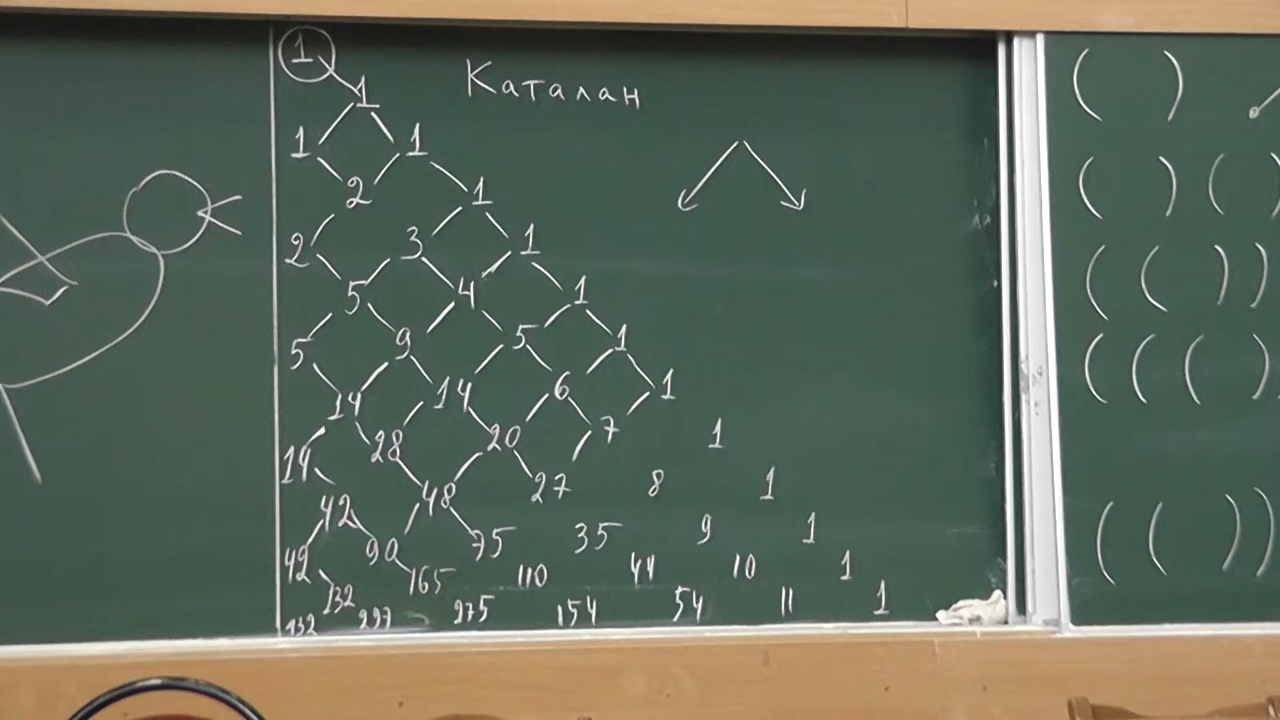 1
Каталан
1
1 1
2 1
2 3 1
5 4 1
5 9 5 1
14 14 6 1
14 28 20 7 1
42 48 27 8 1
42 90 75 35 9 1
132 165 110 44 10 1
132 297 275 154 54 11 1
( )
( ) (
( ( ) )
( ( ( )
( ( ) )